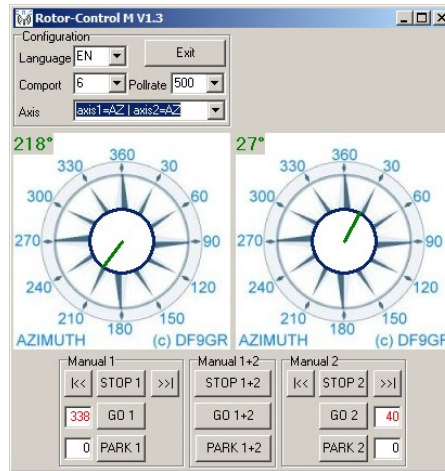 Rotor-Control M V1.3
Configuration
Language EN Exit
Comport 6 Pollrate 500
Axis axis1=AZ | axis2=AZ
218° 27°
360 360
330 30 330 30
300 60 300 60
270 90 270 90
240 120 240 120
210 150 210 150
180 180
AZIMUTH (c) DF9GR AZIMUTH (c) DF9GR
Manual 1 Manual 1+2 Manual 2
|<< STOP 1 >>| STOP 1+2 |<< STOP 2 >>|
338 GO 1 GO 1+2 GO 2 40
0 PARK 1 PARK 1+2 PARK 2 0